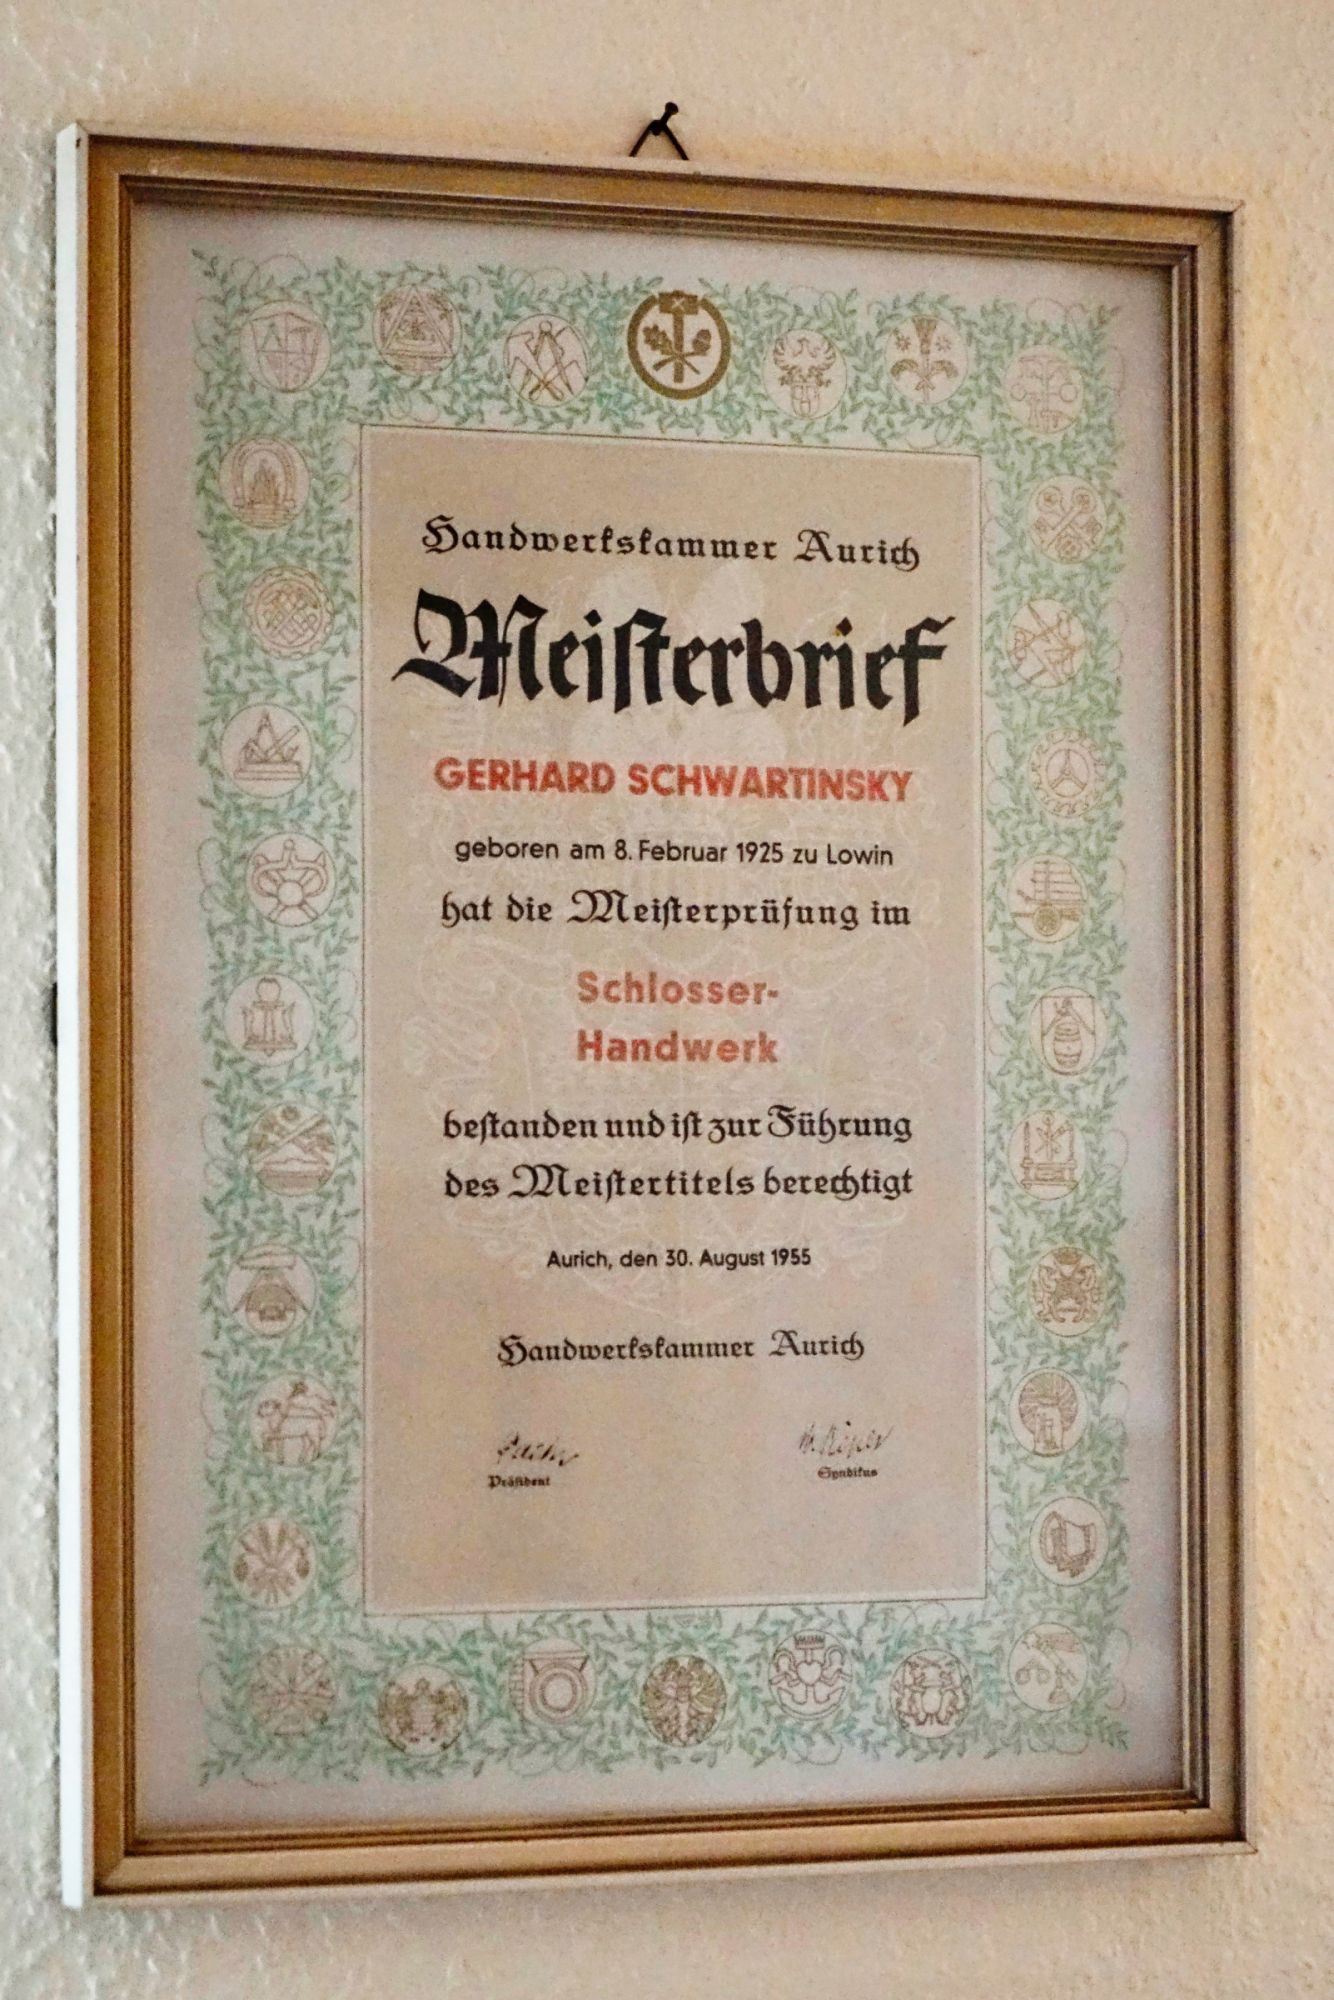 Handwerkskammer Aurich
Meisterbrief
GERHARD SCHWARTINSKY
geboren am 8. Februar 1925 zu Lowin
hat die Meisterprüfung im
Schlosser-
Handwerk
bestanden und ist zur Führung
des Meistertitels berechtigt
Aurich, den 30. August 1955
Handwerkskammer Aurich
Präsident
Syndikus